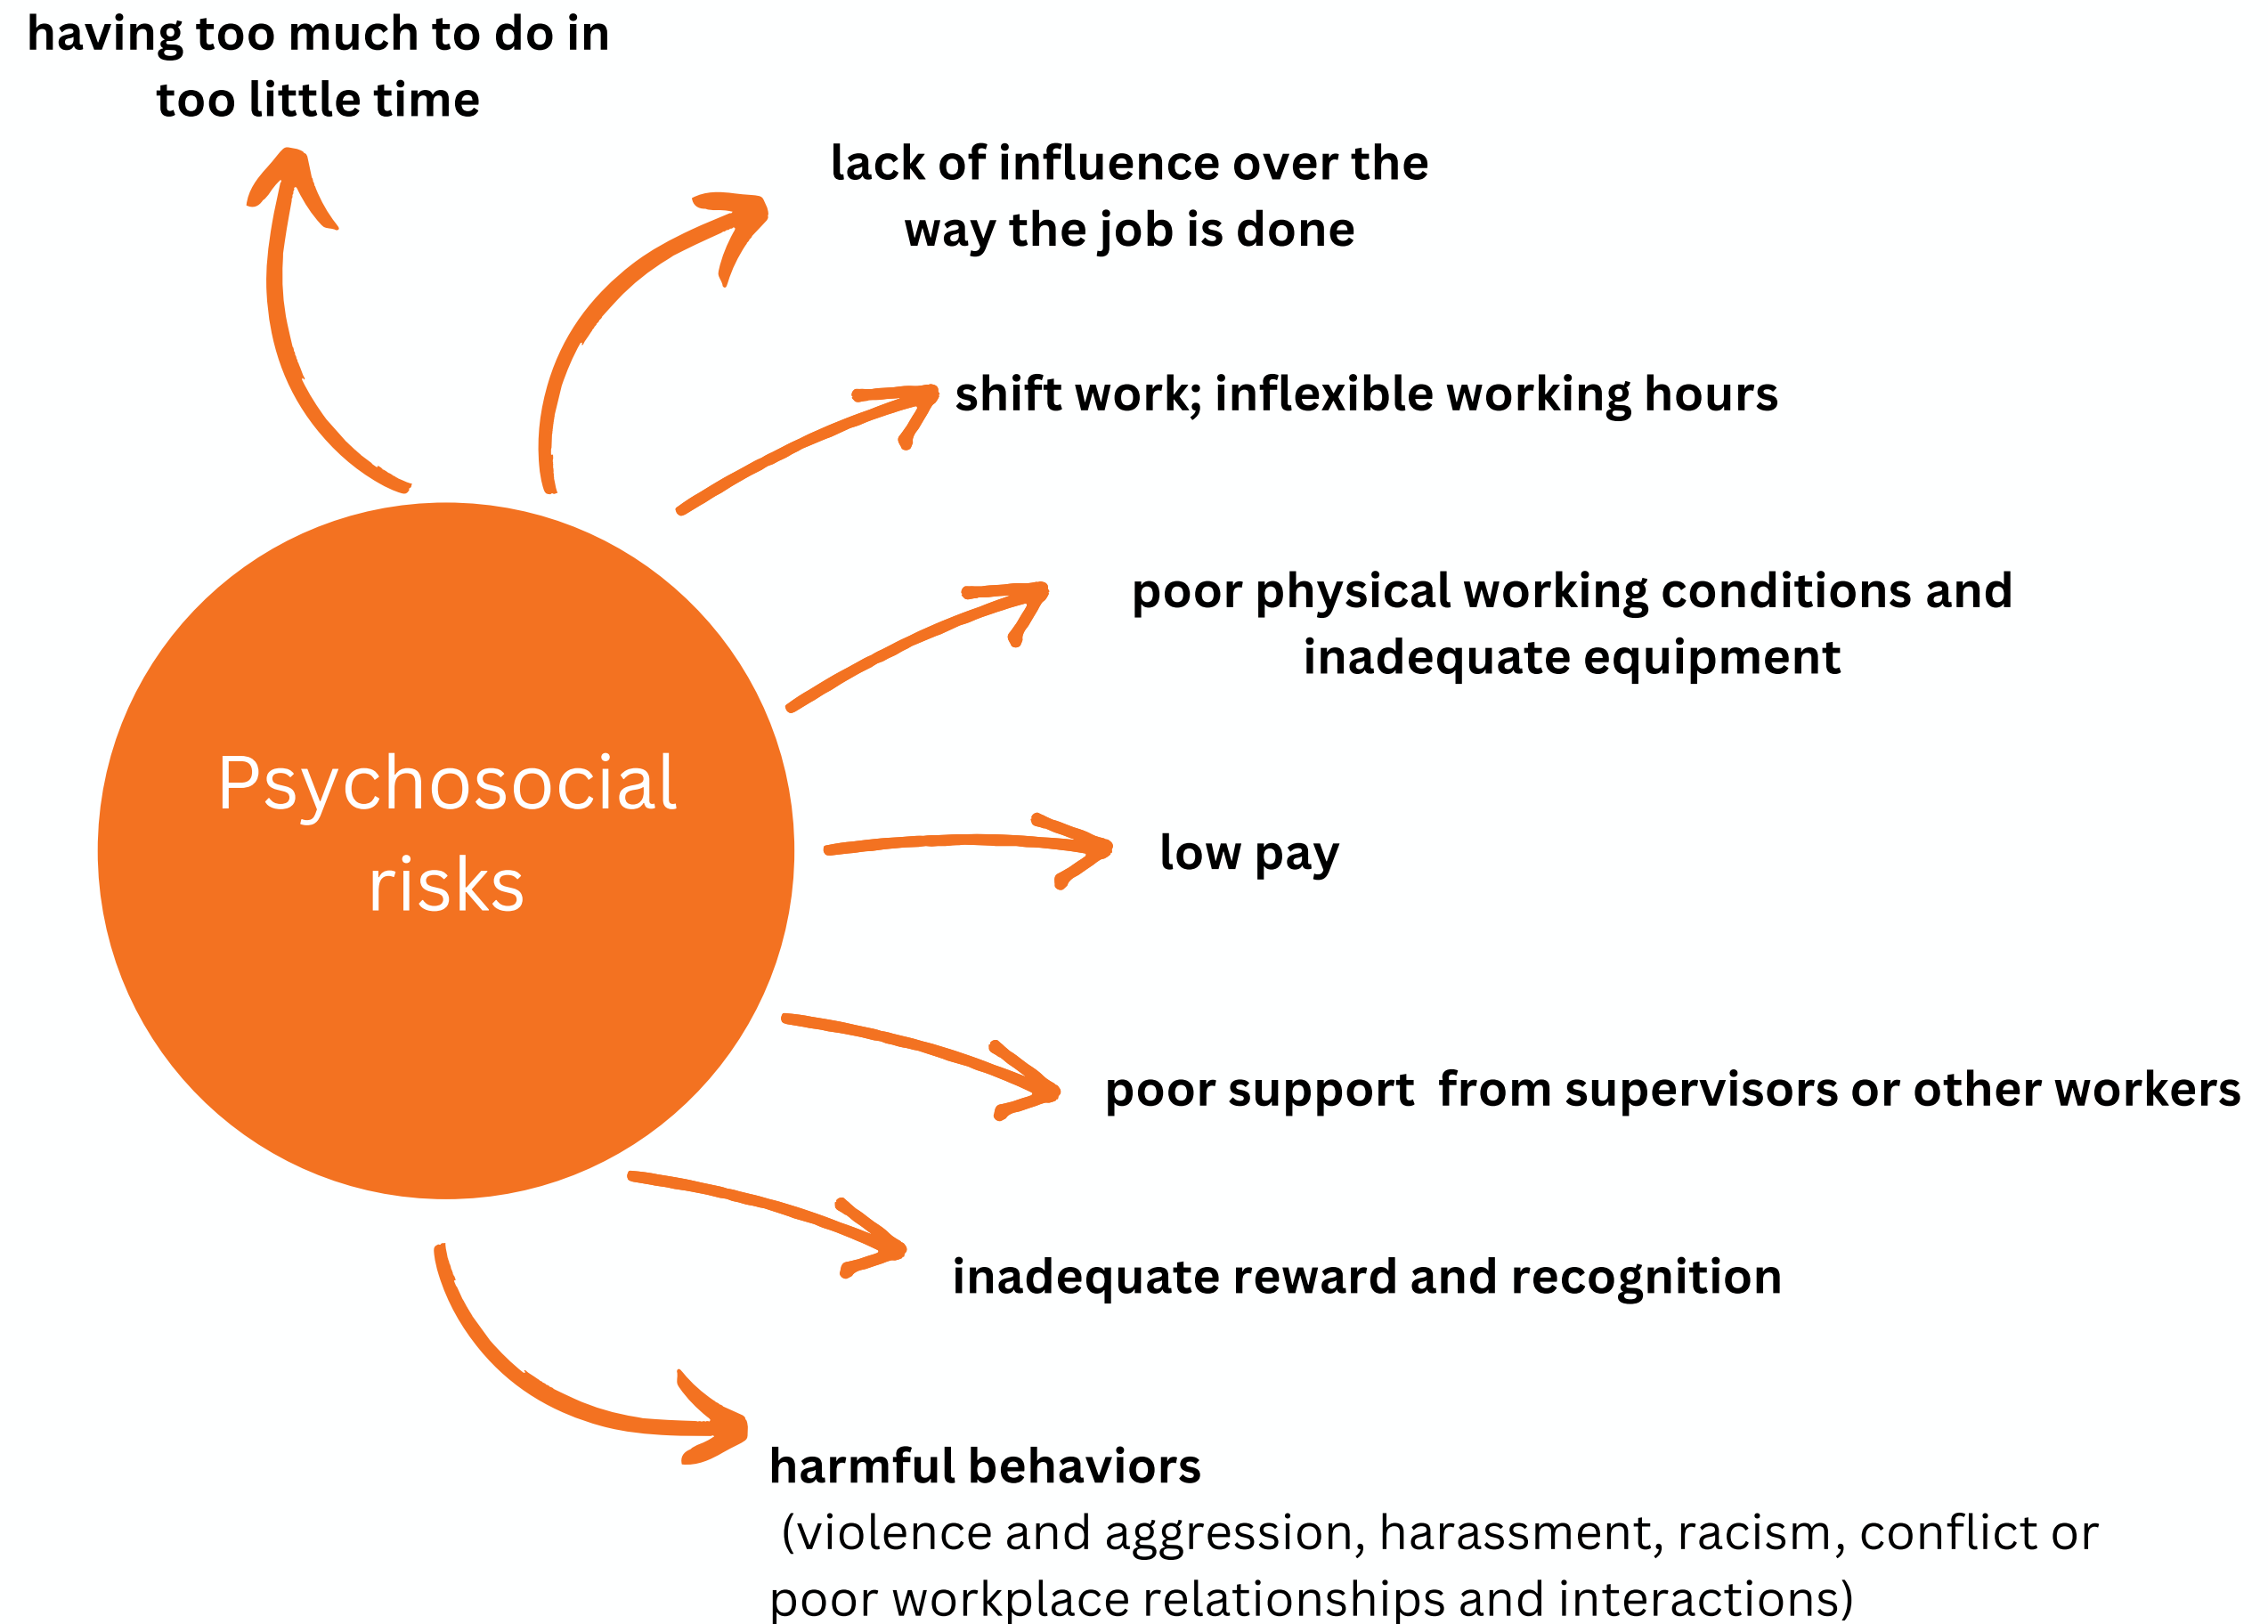 having too much to do in
too little time
lack of influence over the
way the job is done
shift work; inflexible working hours
poor physical working conditions and
inadequate equipment
Psychosocial
risks
low pay
poor support  from supervisors or other workers
inadequate reward and recognition
harmful behaviors
(violence and aggression, harassment, racism, conflict or
poor workplace relationships and interactions)